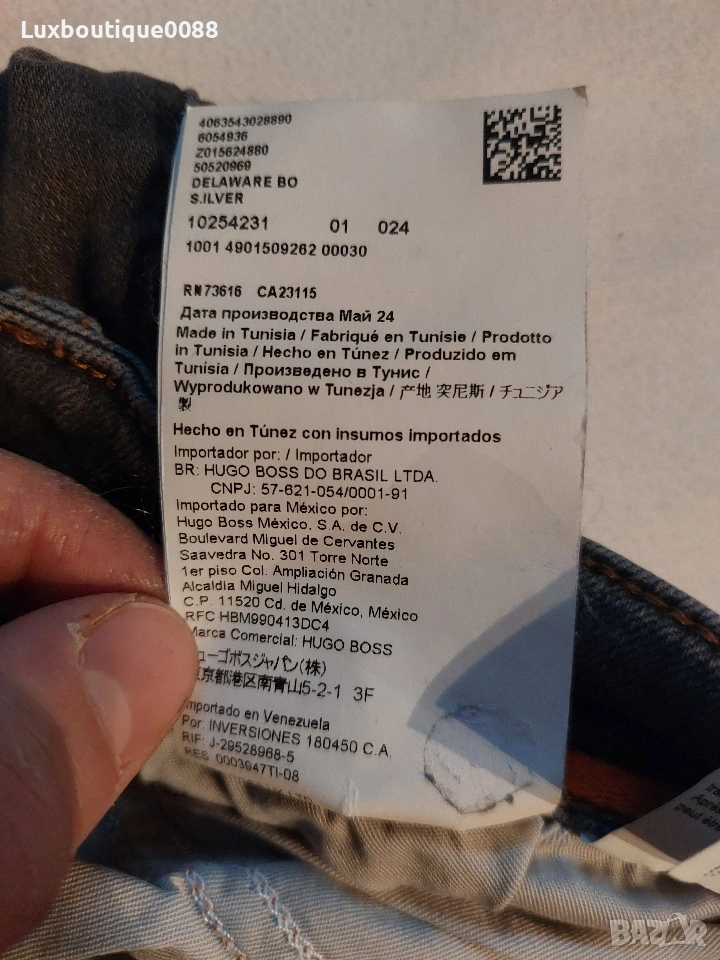 Luxboutique0088
4063543028890
6054936
Z015624880
50520969
DELAWARE BO
S.ILVER
10254231 01 024
1001 4901509262 00030
RN73616 CA23115
Дата производства Май 24
Made in Tunisia / Fabriqué en Tunisie / Prodotto
in Tunisia / Hecho en Túnez / Produzido em
Tunísia / Произведено в Тунис /
Wyprodukowano w Tunezja / 产地 突尼斯 / チュニジア
製
Hecho en Túnez con insumos importados
Importador por: / Importador
BR: HUGO BOSS DO BRASIL LTDA.
CNPJ: 57-621-054/0001-91
Importado para México por:
Hugo Boss México, S.A. de C.V.
Boulevard Miguel de Cervantes
Saavedra No. 301 Torre Norte
1er piso Col. Ampliación Granada
Alcaldia Miguel Hidalgo
C.P. 11520 Cd. de México, México
RFC HBM990413DC4
Marca Comercial: HUGO BOSS
ューゴボスジャパン(株)
京都港区南青山5-2-1 3F
mportado en Venezuela
Por: INVERSIONES 180450 C.A.
RIF: J-29528968-5
RES 0003947TI-08
BAZAR